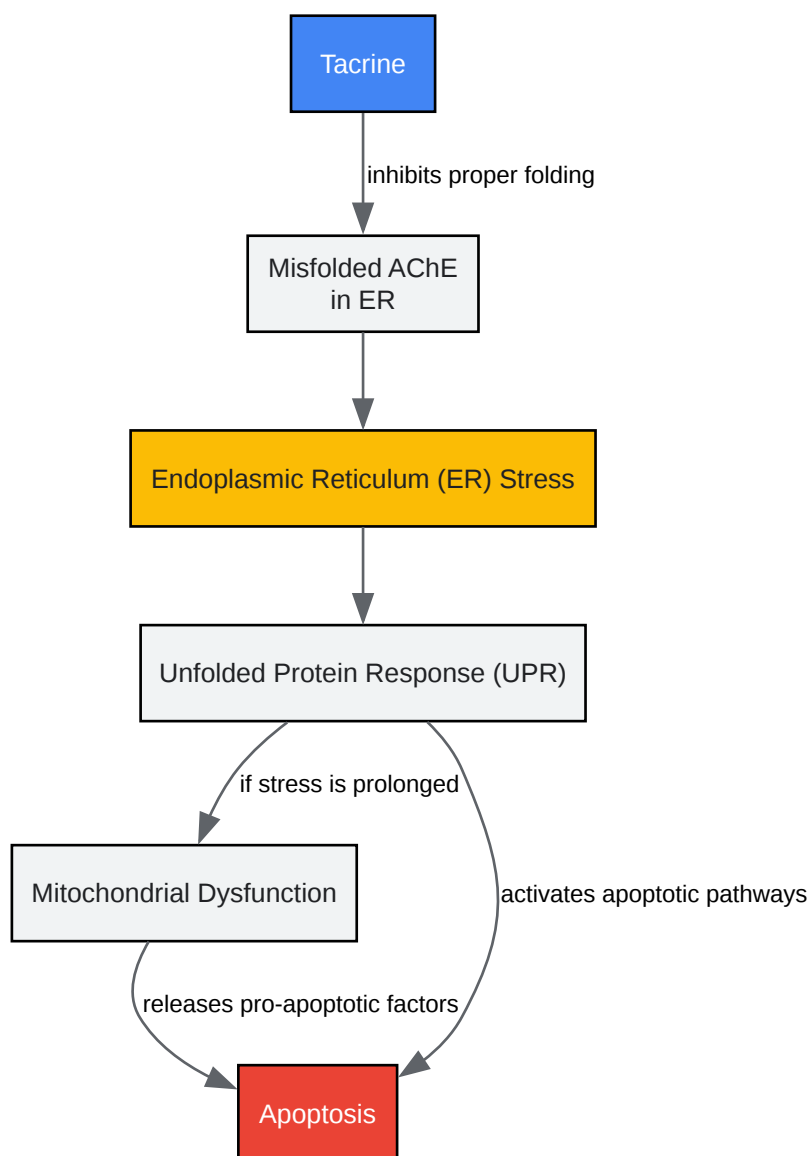 Tacrine
inhibits proper folding
Misfolded AChE
in ER
Endoplasmic Reticulum (ER) Stress
Unfolded Protein Response (UPR)
if stress is prolonged
Mitochondrial Dysfunction
activates apoptotic pathways
releases pro-apoptotic factors
Apoptosis